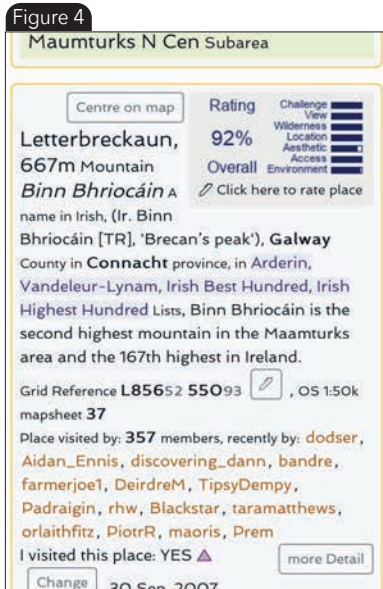 Figure 4
Maumturks N Cen Subarea
Centre on map
Rating
92%
Overall
Challenge
View
Wilderness
Location
Aesthetic
Access
Environment
Click here to rate place
Letterbreckaun,
667m Mountain
Binn Bhriocáin A
name in Irish, (Ir. Binn
Bhriocáin [TR], 'Brecan's peak'), Galway
County in Connacht province, in Arderin,
Vandeleur-Lynam, Irish Best Hundred, Irish
Highest Hundred Lists, Binn Bhriocáin is the
second highest mountain in the Maamturks
area and the 167th highest in Ireland.
Grid Reference L85652 55093 , OS 1:50k
mapsheet 37
Place visited by: 357 members, recently by: dodser,
Aidan_Ennis, discovering_dann, bandre,
farmerjoe1, DeirdreM, TipsyDempy,
Padraigin, rhw, Blackstar, taramatthews,
orlaithfitz, PiotrR, maoris, Prem
I visited this place: YES
more Detail
Change
30 Sep, 2007